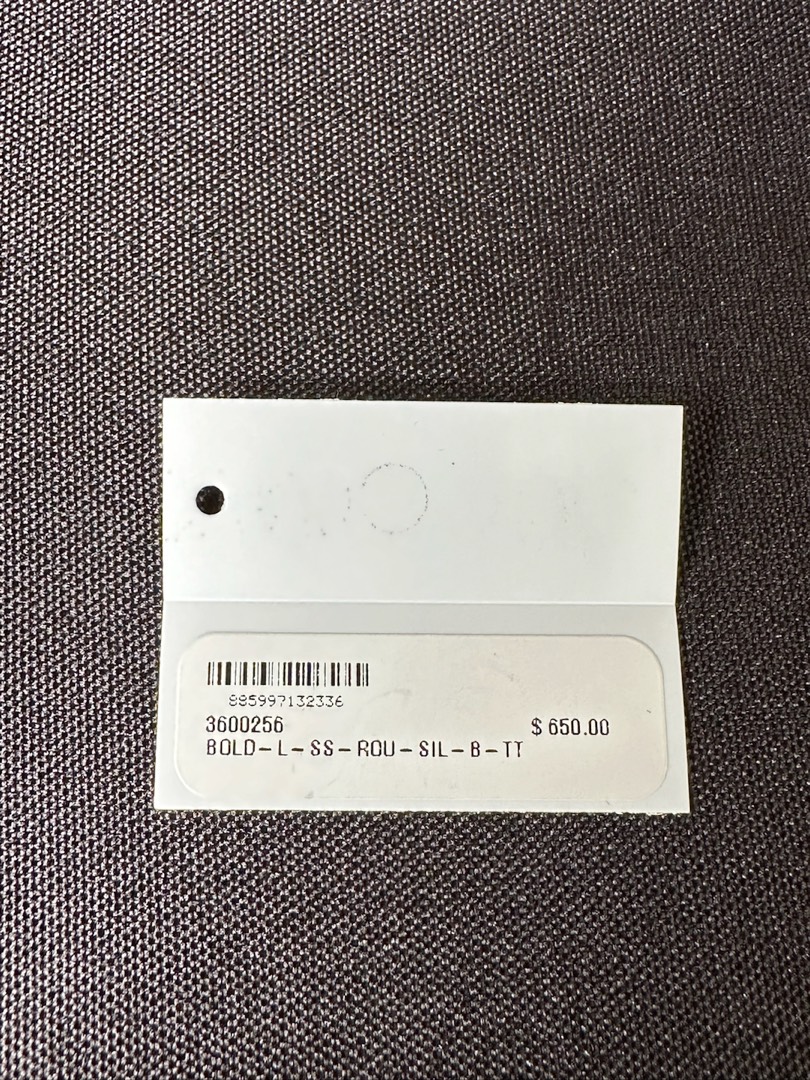 885997132336
3600256
$ 650.00
BOLD-L-SS-ROU-SIL-B-TT